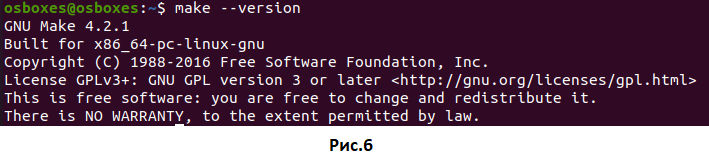 osboxes@osboxes:~$ make --version
GNU Make 4.2.1
Built for x86_64-pc-linux-gnu
Copyright (C) 1988-2016 Free Software Foundation, Inc.
License GPLv3+: GNU GPL version 3 or later <http://gnu.org/licenses/gpl.html>
This is free software: you are free to change and redistribute it.
There is NO WARRANTY, to the extent permitted by law.
Рис.6